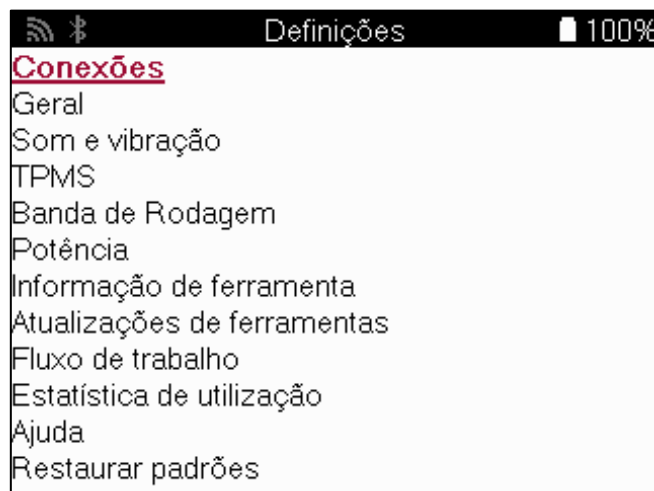 Definições 100%
Conexões
Geral
Som e vibração
TPMS
Banda de Rodagem
Potência
Informação de ferramenta
Atualizações de ferramentas
Fluxo de trabalho
Estatística de utilização
Ajuda
Restaurar padrões